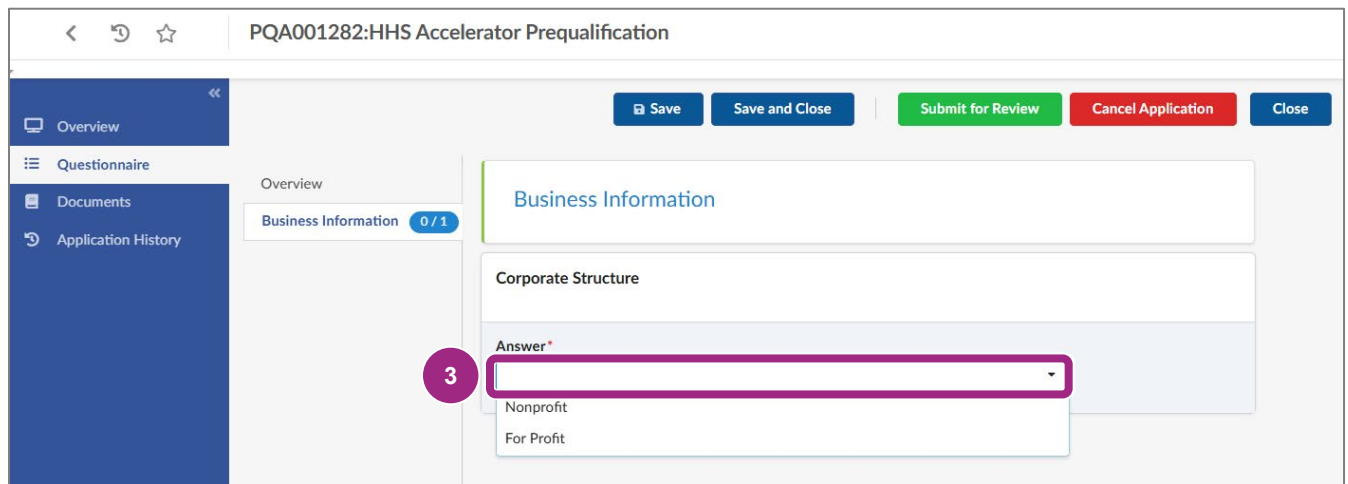 PQA001282:HHS Accelerator Prequalification
Save
Save and Close
Submit for Review
Cancel Application
Close
Overview
Questionnaire
Documents
Application History
Overview
Business Information 0 / 1
Business Information
Corporate Structure
Answer*
3
Nonprofit
For Profit